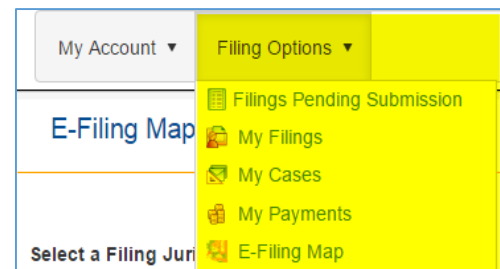 My Account ▼ Filing Options ▼
Filings Pending Submission
E-Filing Map
My Filings
My Cases
My Payments
Select a Filing Juri
E-Filing Map